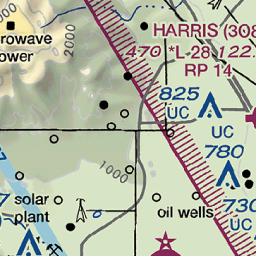 HARRIS (308
470 *L 28 122.
RP 14
2000
rowave
ower
825
UC
UC
780
1000
solar
plant
oil wells
730
UC